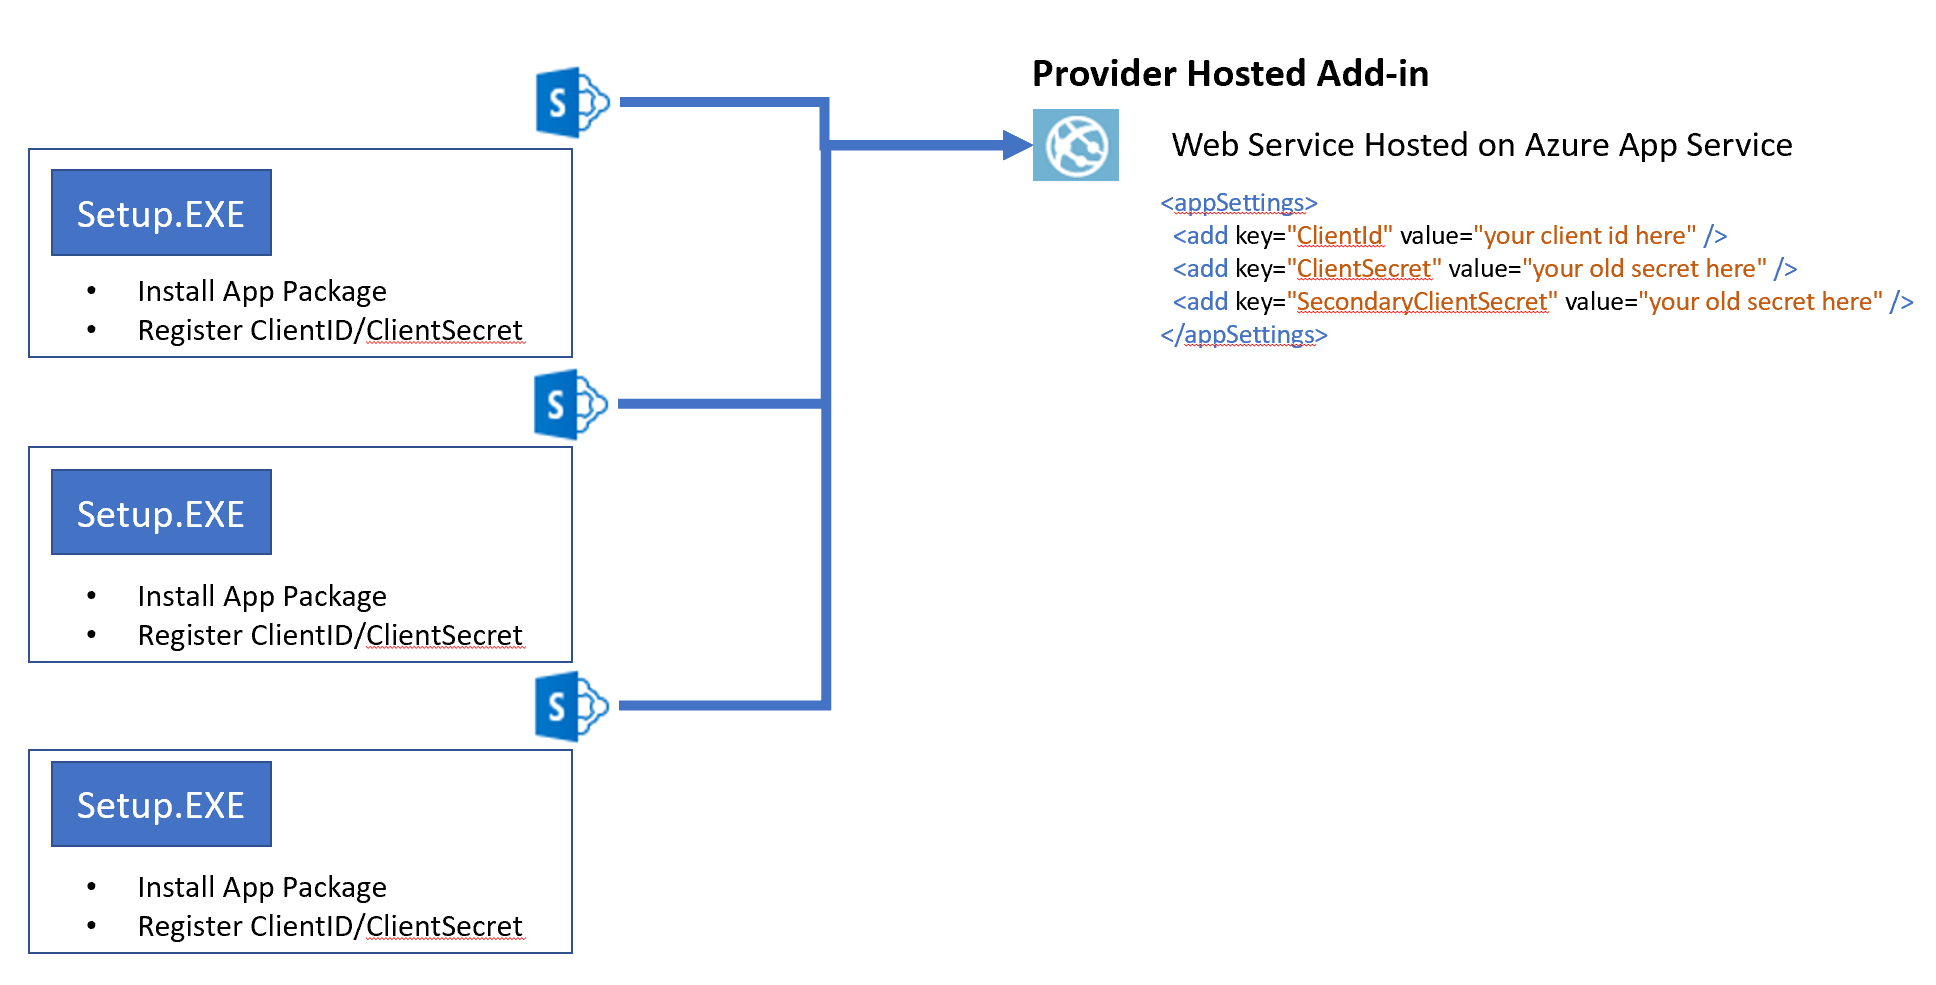 Provider Hosted Add-in
S
Web Service Hosted on Azure App Service
<appSettings>
<add key="ClientId" value="your client id here" />
<add key="ClientSecret" value="your old secret here" />
<add key="SecondaryClientSecret" value="your old secret here" />
</appSettings>
Setup.EXE
• Install App Package
• Register ClientID/ClientSecret
S
Setup.EXE
• Install App Package
• Register ClientID/ClientSecret
S
Setup.EXE
• Install App Package
• Register ClientID/ClientSecret